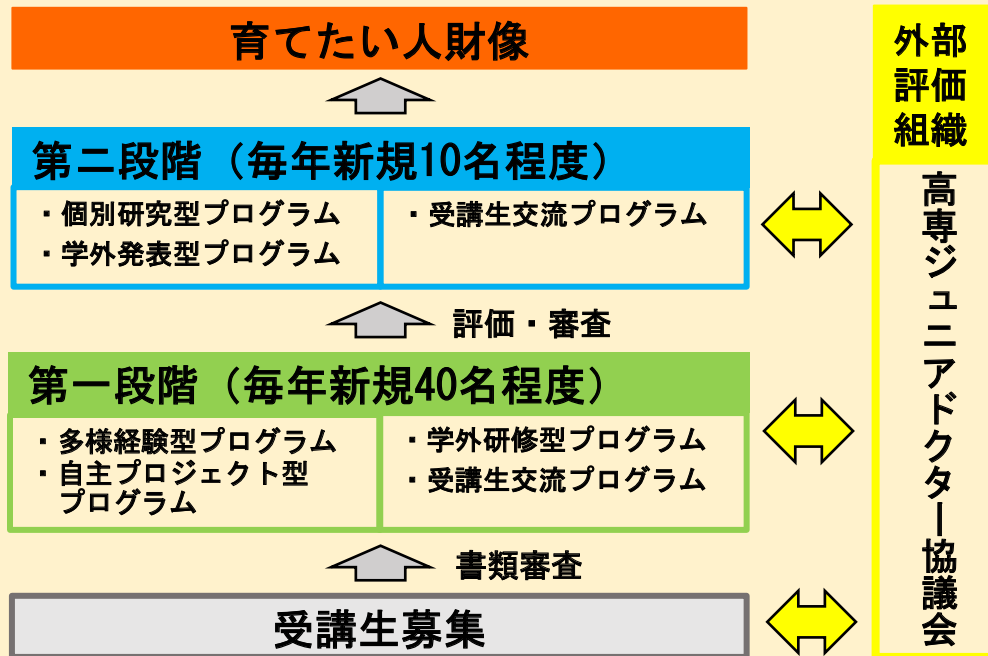 育てたい人財像
第二段階（毎年新規10名程度）
・個別研究型プログラム
・学外発表型プログラム
・受講生交流プログラム
評価・審査
第一段階（毎年新規40名程度）
・多様経験型プログラム
・自主プロジェクト型
プログラム
・学外研修型プログラム
・受講生交流プログラム
書類審査
受講生募集
外部
評価
組織
高専ジュニアドクター協議会